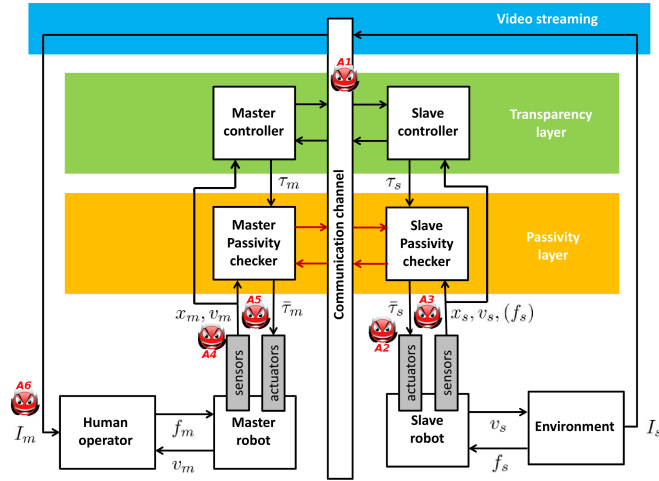 Video streaming
A1
Master
controller
Slave
controller
Transparency
layer
τm
τs
Communication channel
Master
Passivity
checker
Slave
Passivity
checker
Passivity
layer
xm, vm
A5
τ̄m
τ̄s
A3
xs, vs, (fs)
A4
A2
sensors
actuators
actuators
sensors
A6
Im
Human
operator
fm
vm
Master
robot
Slave
robot
vs
fs
Environment
Is